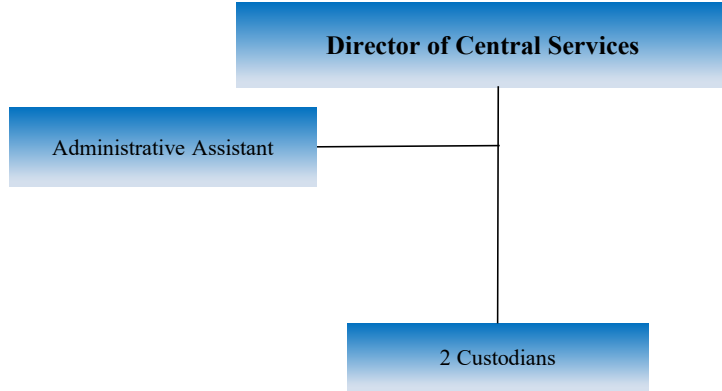 Director of Central Services
Administrative Assistant
2 Custodians